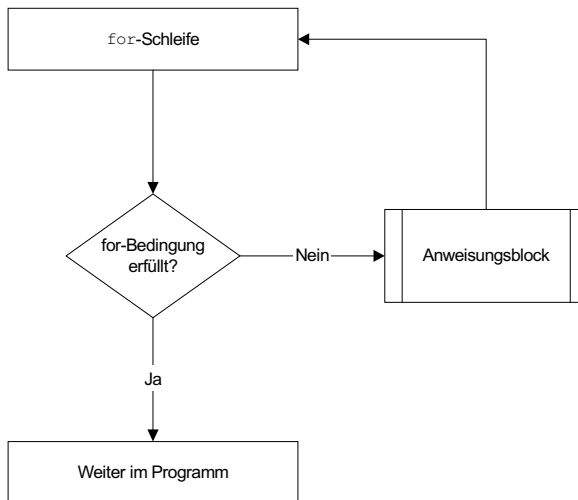 for-Schleife
for-Bedingung
erfüllt?
Nein
Anweisungsblock
Ja
Weiter im Programm